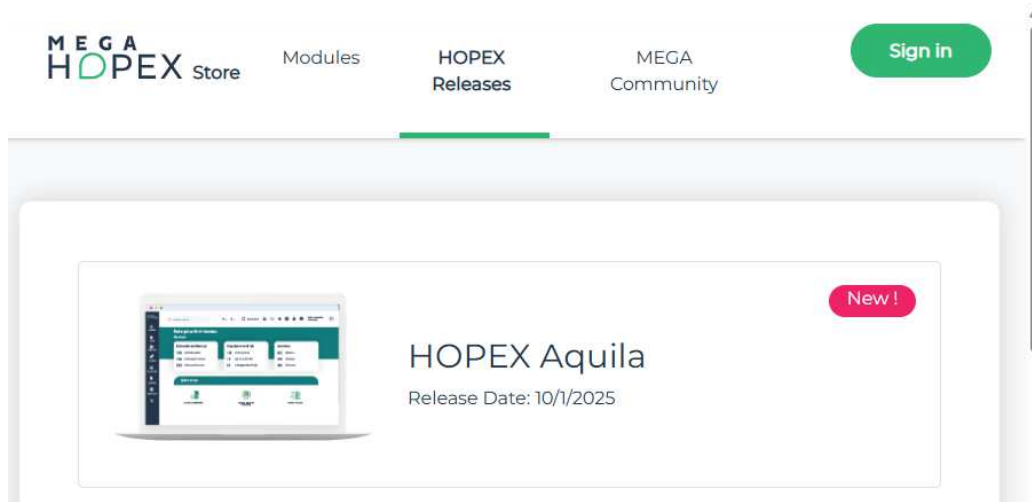 MEGA
HOPEX Store
Modules
HOPEX
Releases
MEGA
Community
Sign in
New !
HOPEX Aquila
Release Date: 10/1/2025